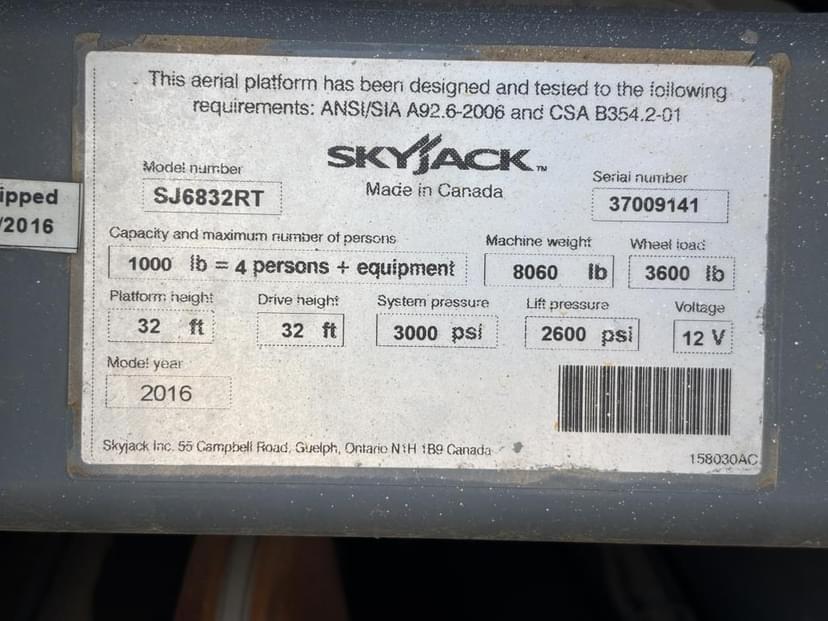 This aerial platform has been designed and tested to the following
requirements: ANSI/SIA A92.6-2006 and CSA B354.2-01
SKYJACK™
Made in Canada
Model number
SJ6832RT
Serial number
37009141
ipped
/2016
Capacity and maximum number of persons
1000 lb = 4 persons + equipment
Machine weight
8060 lb
Wheel load
3600 lb
Platform height
32 ft
Drive height
32 ft
System pressure
3000 psi
Lift pressure
2600 psi
Voltage
12 V
Model year
2016
Skyjack Inc. 55 Campbell Road, Guelph, Ontario N1H 1B9 Canada
158030AC